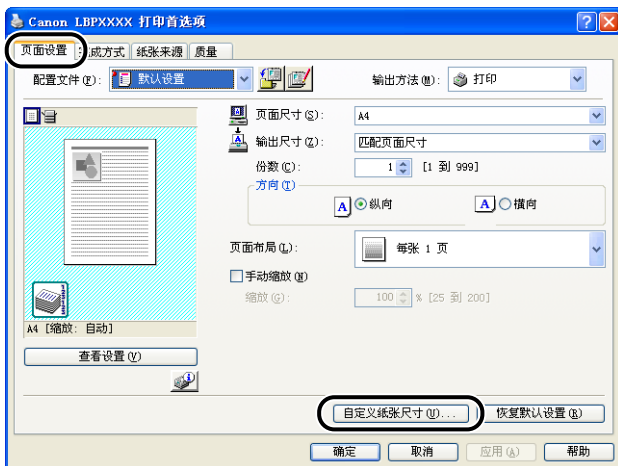 Canon LBPXXXX 打印首选项
页面设置 成方式 纸张来源 质量
配置文件(F): 默认设置 输出方法(M): 打印
页面尺寸(S): A4
输出尺寸(Z): 匹配页面尺寸
份数(C): 1 [1 到 999]
方向(T)
A 纵向 A 横向
页面布局(L): 每张 1 页
手动缩放(N)
缩放(G): 100 % [25 到 200]
A4 [缩放: 自动]
查看设置(V)
自定义纸张尺寸(U)... 恢复默认设置(R)
确定 取消 应用(A) 帮助